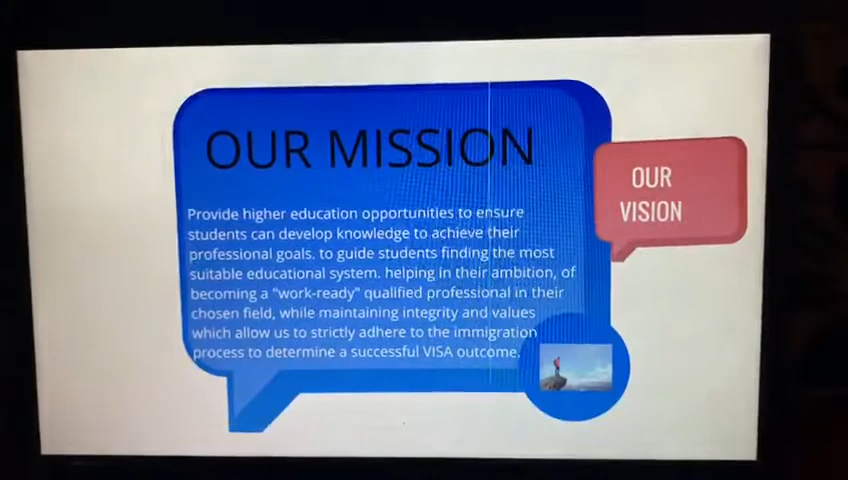 OUR MISSION
Provide higher education opportunities to ensure
students can develop knowledge to achieve their
professional goals. to guide students finding the most
suitable educational system. helping in their ambition, of
becoming a "work-ready" qualified professional in their
chosen field, while maintaining integrity and values
which allow us to strictly adhere to the immigration
process to determine a successful VISA outcome.
OUR
VISION